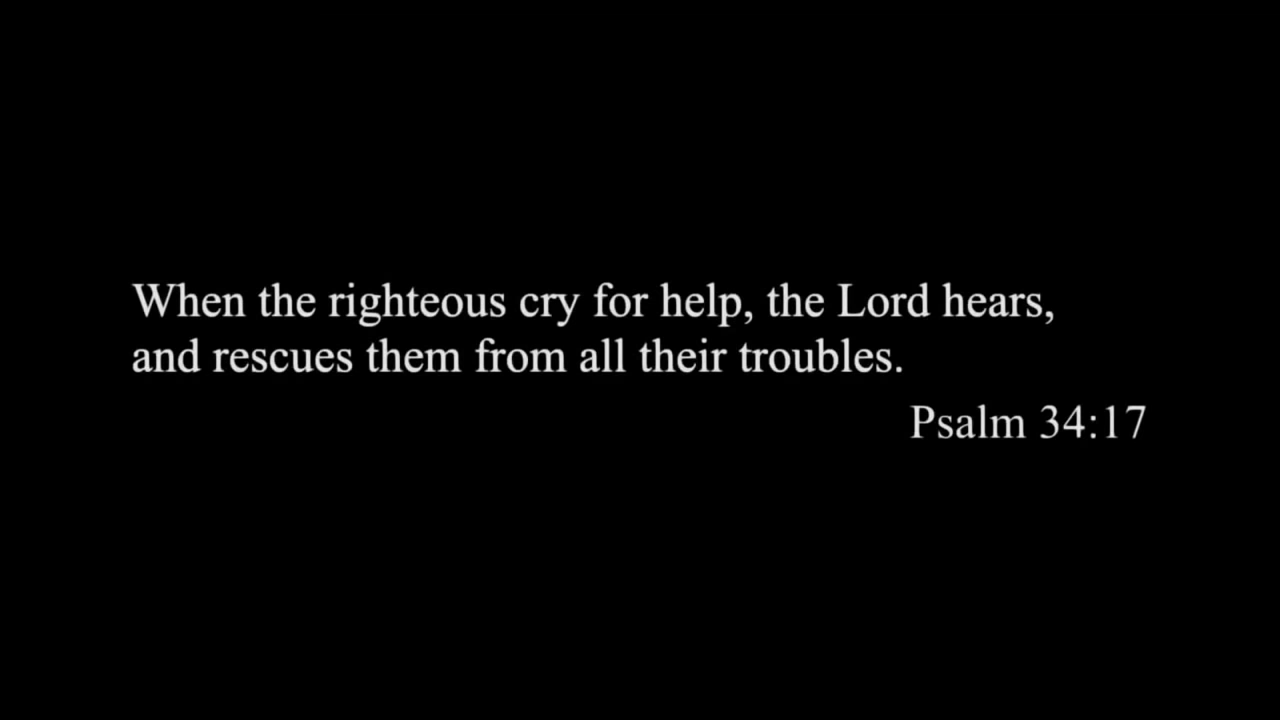 When the righteous cry for help, the Lord hears,
and rescues them from all their troubles.
Psalm 34:17